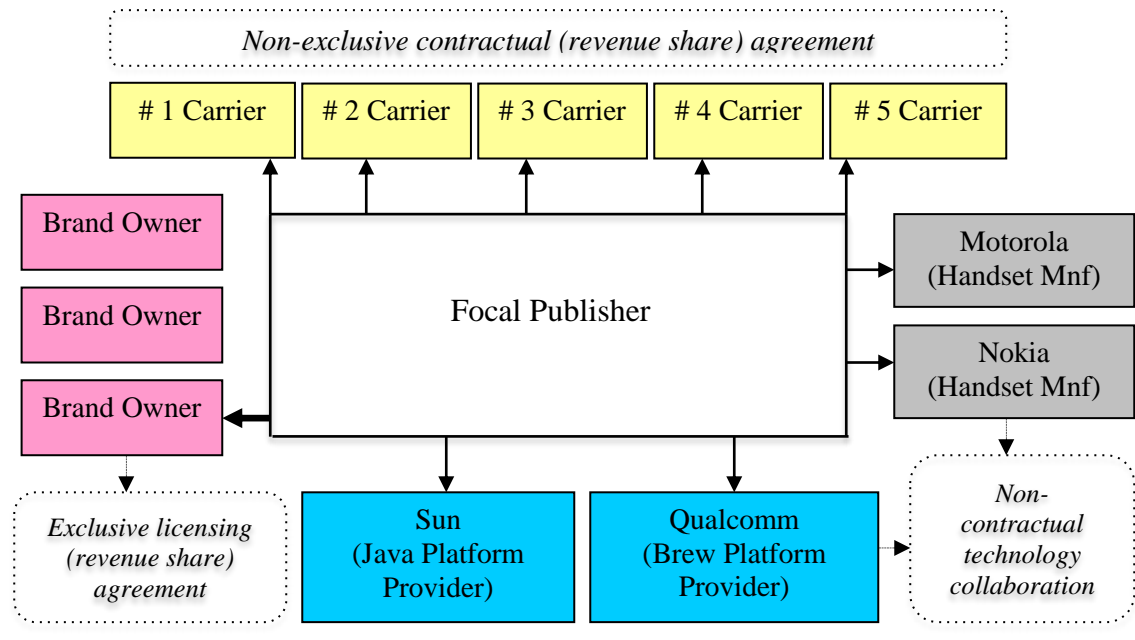 Non-exclusive contractual (revenue share) agreement
# 1 Carrier
# 2 Carrier
# 3 Carrier
# 4 Carrier
# 5 Carrier
Brand Owner
Brand Owner
Brand Owner
Focal Publisher
Motorola
(Handset Mnf)
Nokia
(Handset Mnf)
Exclusive licensing
(revenue share)
agreement
Sun
(Java Platform
Provider)
Qualcomm
(Brew Platform
Provider)
Non-
contractual
technology
collaboration